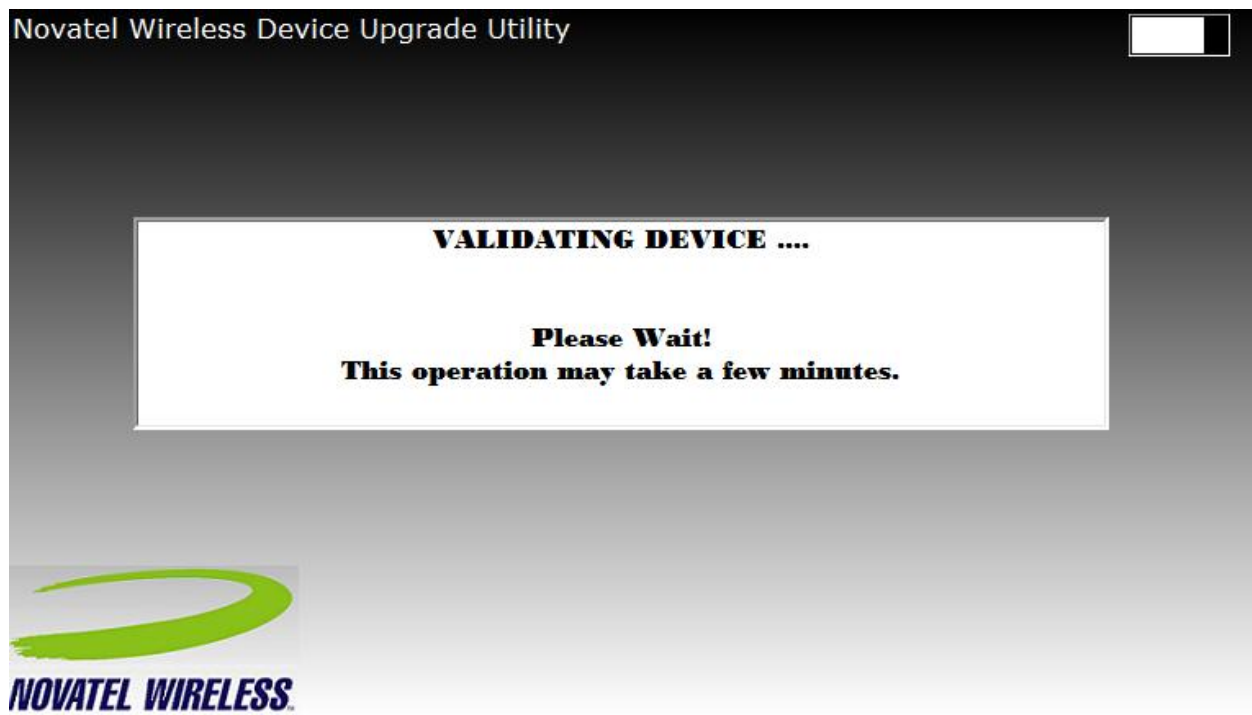 Novatel Wireless Device Upgrade Utility
VALIDATING DEVICE ....
Please Wait!
This operation may take a few minutes.
NOVATEL WIRELESS